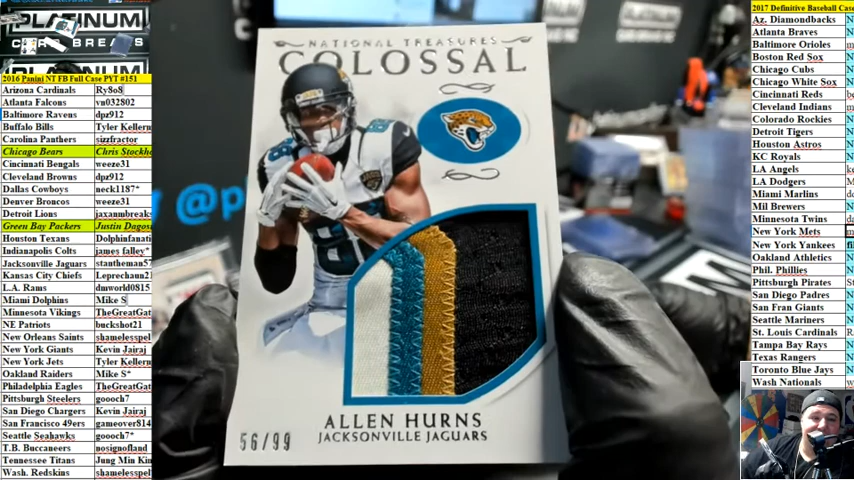 PLATINUM
PLATINUM
2016 Panini NT FB Full Case PYT #151
Arizona Cardinals Ry8o8
Atlanta Falcons vn032802
Baltimore Ravens dpz912
Buffalo Bills Tyler Kellern
Carolina Panthers sizzfractor
Chicago Bears Chris Stockh
Cincinnati Bengals weeze31
Cleveland Browns dpz912
Dallas Cowboys neck1187*
Denver Broncos weeze31
Detroit Lions jaxannbreaks
Green Bay Packers Justin Dagos
Houston Texans Dolphinfanati
Indianapolis Colts james falley*
Jacksonville Jaguars stantheman57
Kansas City Chiefs Leprechaun2
L.A. Rams dmworld0815
Miami Dolphins Mike S
Minnesota Vikings TheGreatGat
NE Patriots buckshot21
New Orleans Saints shamelesspel
New York Giants Kevin Jairaj
New York Jets Tyler Kellern
Oakland Raiders Mike S*
Philadelphia Eagles TheGreatGat
Pittsburgh Steelers goooch7
San Diego Chargers Kevin Jairaj
San Francisco 49ers gameover814
Seattle Seahawks goooch7*
T.B. Buccaneers nosignofland
Tennessee Titans Jung Min Kin
Wash. Redskins shamelesspel
NATIONAL TREASURES
COLOSSAL
ALLEN HURNS
JACKSONVILLE JAGUARS
56/99
2017 Definitive Baseball Case
Az. Diamondbacks
Atlanta Braves
Baltimore Orioles
Boston Red Sox
Chicago Cubs
Chicago White Sox
Cincinnati Reds
Cleveland Indians
Colorado Rockies
Detroit Tigers
Houston Astros
KC Royals
LA Angels
LA Dodgers
Miami Marlins
Mil Brewers
Minnesota Twins
New York Mets
New York Yankees
Oakland Athletics
Phil. Phillies
Pittsburgh Pirates
San Diego Padres
San Fran Giants
Seattle Mariners
St. Louis Cardinals
Tampa Bay Rays
Texas Rangers
Toronto Blue Jays
Wash Nationals